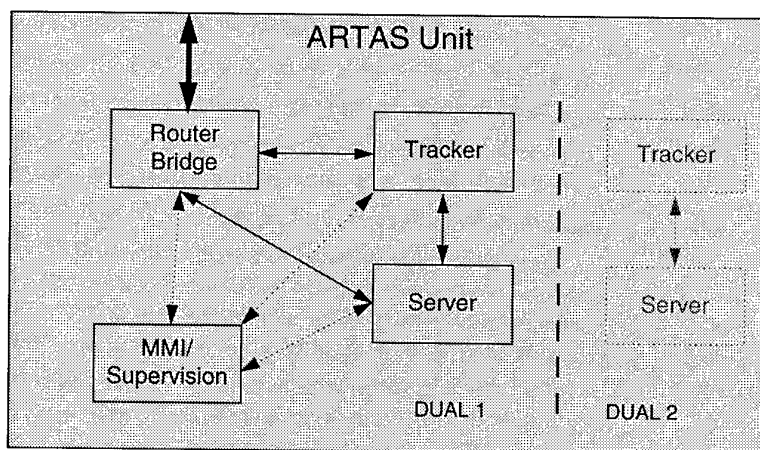 ARTAS Unit
Router
Bridge
Tracker
Tracker
Server
Server
MMI/
Supervision
DUAL 1
DUAL 2